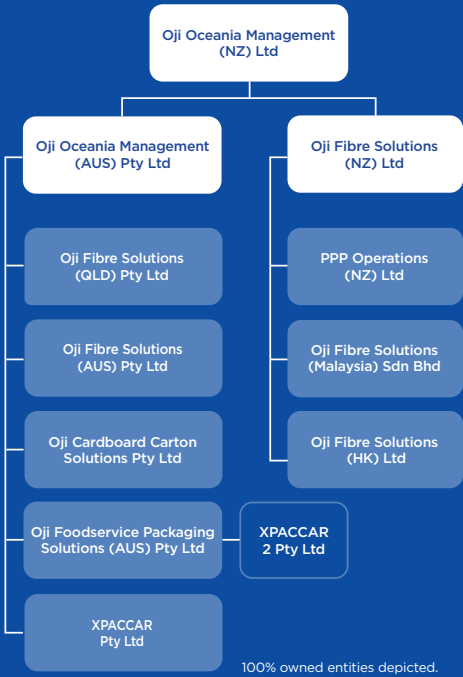 Oji Oceania Management
(NZ) Ltd
Oji Oceania Management
(AUS) Pty Ltd
Oji Fibre Solutions
(NZ) Ltd
Oji Fibre Solutions
(QLD) Pty Ltd
PPP Operations
(NZ) Ltd
Oji Fibre Solutions
(AUS) Pty Ltd
Oji Fibre Solutions
(Malaysia) Sdn Bhd
Oji Cardboard Carton
Solutions Pty Ltd
Oji Fibre Solutions
(HK) Ltd
Oji Foodservice Packaging
Solutions (AUS) Pty Ltd
XPACCAR
2 Pty Ltd
XPACCAR
Pty Ltd
100% owned entities depicted.